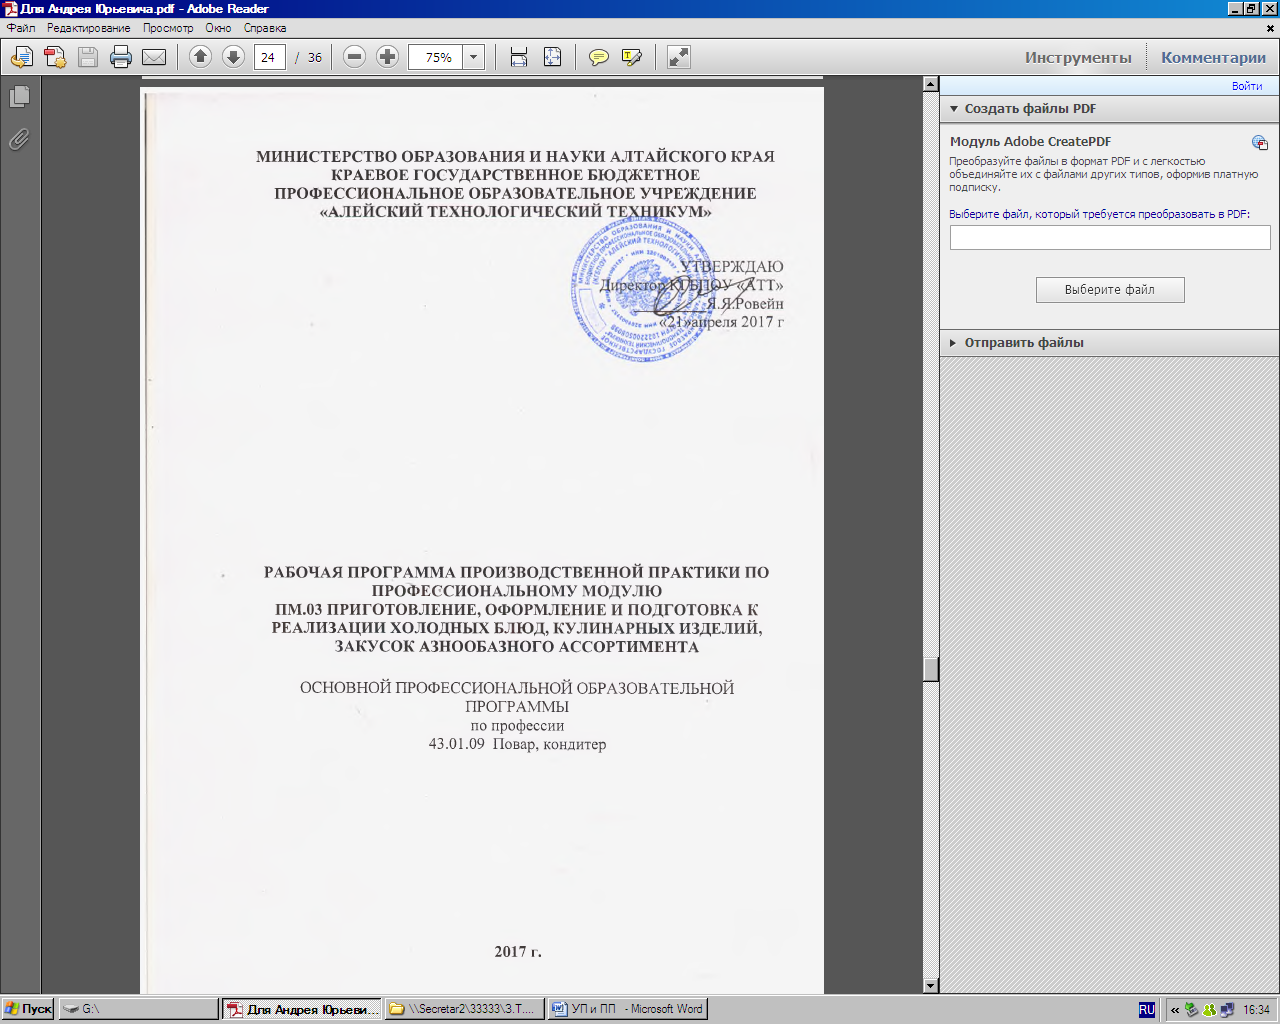 Для Андрея Юрьевича.pdf - Adobe Reader
Файл Редактирование Просмотр Окно Справка
24 / 36 75% Инструменты Комментарии
Войти
Создать файлы PDF
Модуль Adobe CreatePDF
Преобразуйте файлы в формат PDF и с легкостью
объединяйте их с файлами других типов, оформив платную
подписку.
Выберите файл, который требуется преобразовать в PDF:
Выберите файл
Отправить файлы
МИНИСТЕРСТВО ОБРАЗОВАНИЯ И НАУКИ АЛТАЙСКОГО КРАЯ
КРАЕВОЕ ГОСУДАРСТВЕННОЕ БЮДЖЕТНОЕ
ПРОФЕССИОНАЛЬНОЕ ОБРАЗОВАТЕЛЬНОЕ УЧРЕЖДЕНИЕ
«АЛЕЙСКИЙ ТЕХНОЛОГИЧЕСКИЙ ТЕХНИКУМ»
УТВЕРЖДАЮ
Директор КГБПОУ «АТТ»
Я.Я.Ровейн
«21»апреля 2017 г
РАБОЧАЯ ПРОГРАММА ПРОИЗВОДСТВЕННОЙ ПРАКТИКИ ПО
ПРОФЕССИОНАЛЬНОМУ МОДУЛЮ
ПМ.03 ПРИГОТОВЛЕНИЕ, ОФОРМЛЕНИЕ И ПОДГОТОВКА К
РЕАЛИЗАЦИИ ХОЛОДНЫХ БЛЮД, КУЛИНАРНЫХ ИЗДЕЛИЙ,
ЗАКУСОК АЗНООБАЗНОГО АССОРТИМЕНТА
ОСНОВНОЙ ПРОФЕССИОНАЛЬНОЙ ОБРАЗОВАТЕЛЬНОЙ
ПРОГРАММЫ
по профессии
43.01.09 Повар, кондитер
2017 г.
Пуск G:\ Для Андрея Юрьеви... \\Secretar2\33333\З.Т.... УП и ПП - Microsoft Word RU « 16:34